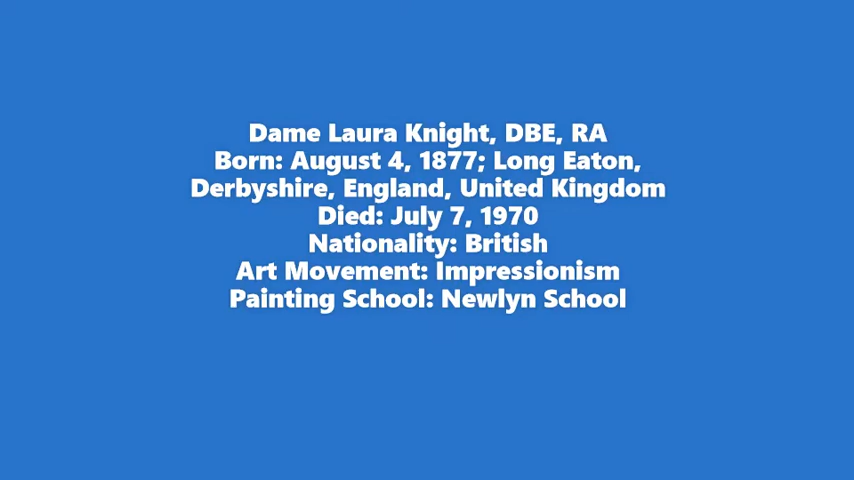 Dame Laura Knight, DBE, RA
Born: August 4, 1877; Long Eaton,
Derbyshire, England, United Kingdom
Died: July 7, 1970
Nationality: British
Art Movement: Impressionism
Painting School: Newlyn School